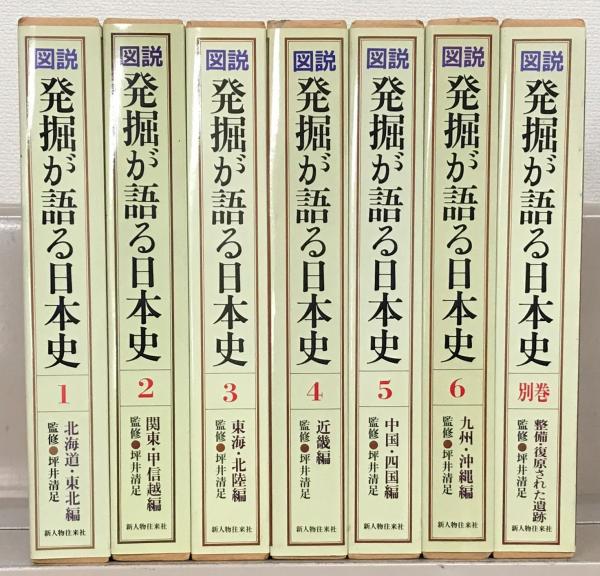 図説
発掘が語る日本史
1
北海道・東北編
監修●坪井清足
新人物往来社
図説
発掘が語る日本史
2
関東・甲信越編
監修●坪井清足
新人物往来社
図説
発掘が語る日本史
3
東海・北陸編
監修●坪井清足
新人物往来社
図説
発掘が語る日本史
4
近畿編
監修●坪井清足
新人物往来社
図説
発掘が語る日本史
5
中国・四国編
監修●坪井清足
新人物往来社
図説
発掘が語る日本史
6
九州・沖縄編
監修●坪井清足
新人物往来社
図説
発掘が語る日本史
別巻
整備・復原された遺跡
監修●坪井清足
新人物往来社